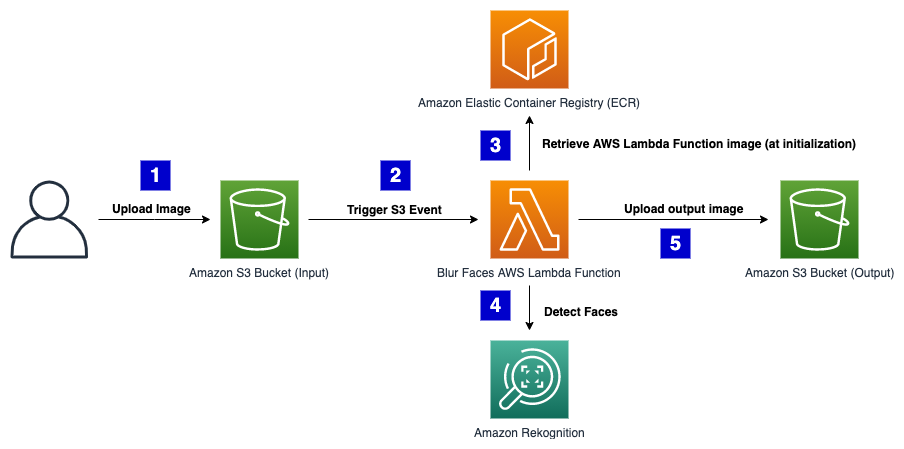 Amazon Elastic Container Registry (ECR)
3
Retrieve AWS Lambda Function image (at initialization)
1
Upload Image
2
Trigger S3 Event
Upload output image
5
Amazon S3 Bucket (Input)
Blur Faces AWS Lambda Function
Amazon S3 Bucket (Output)
4
Detect Faces
Amazon Rekognition